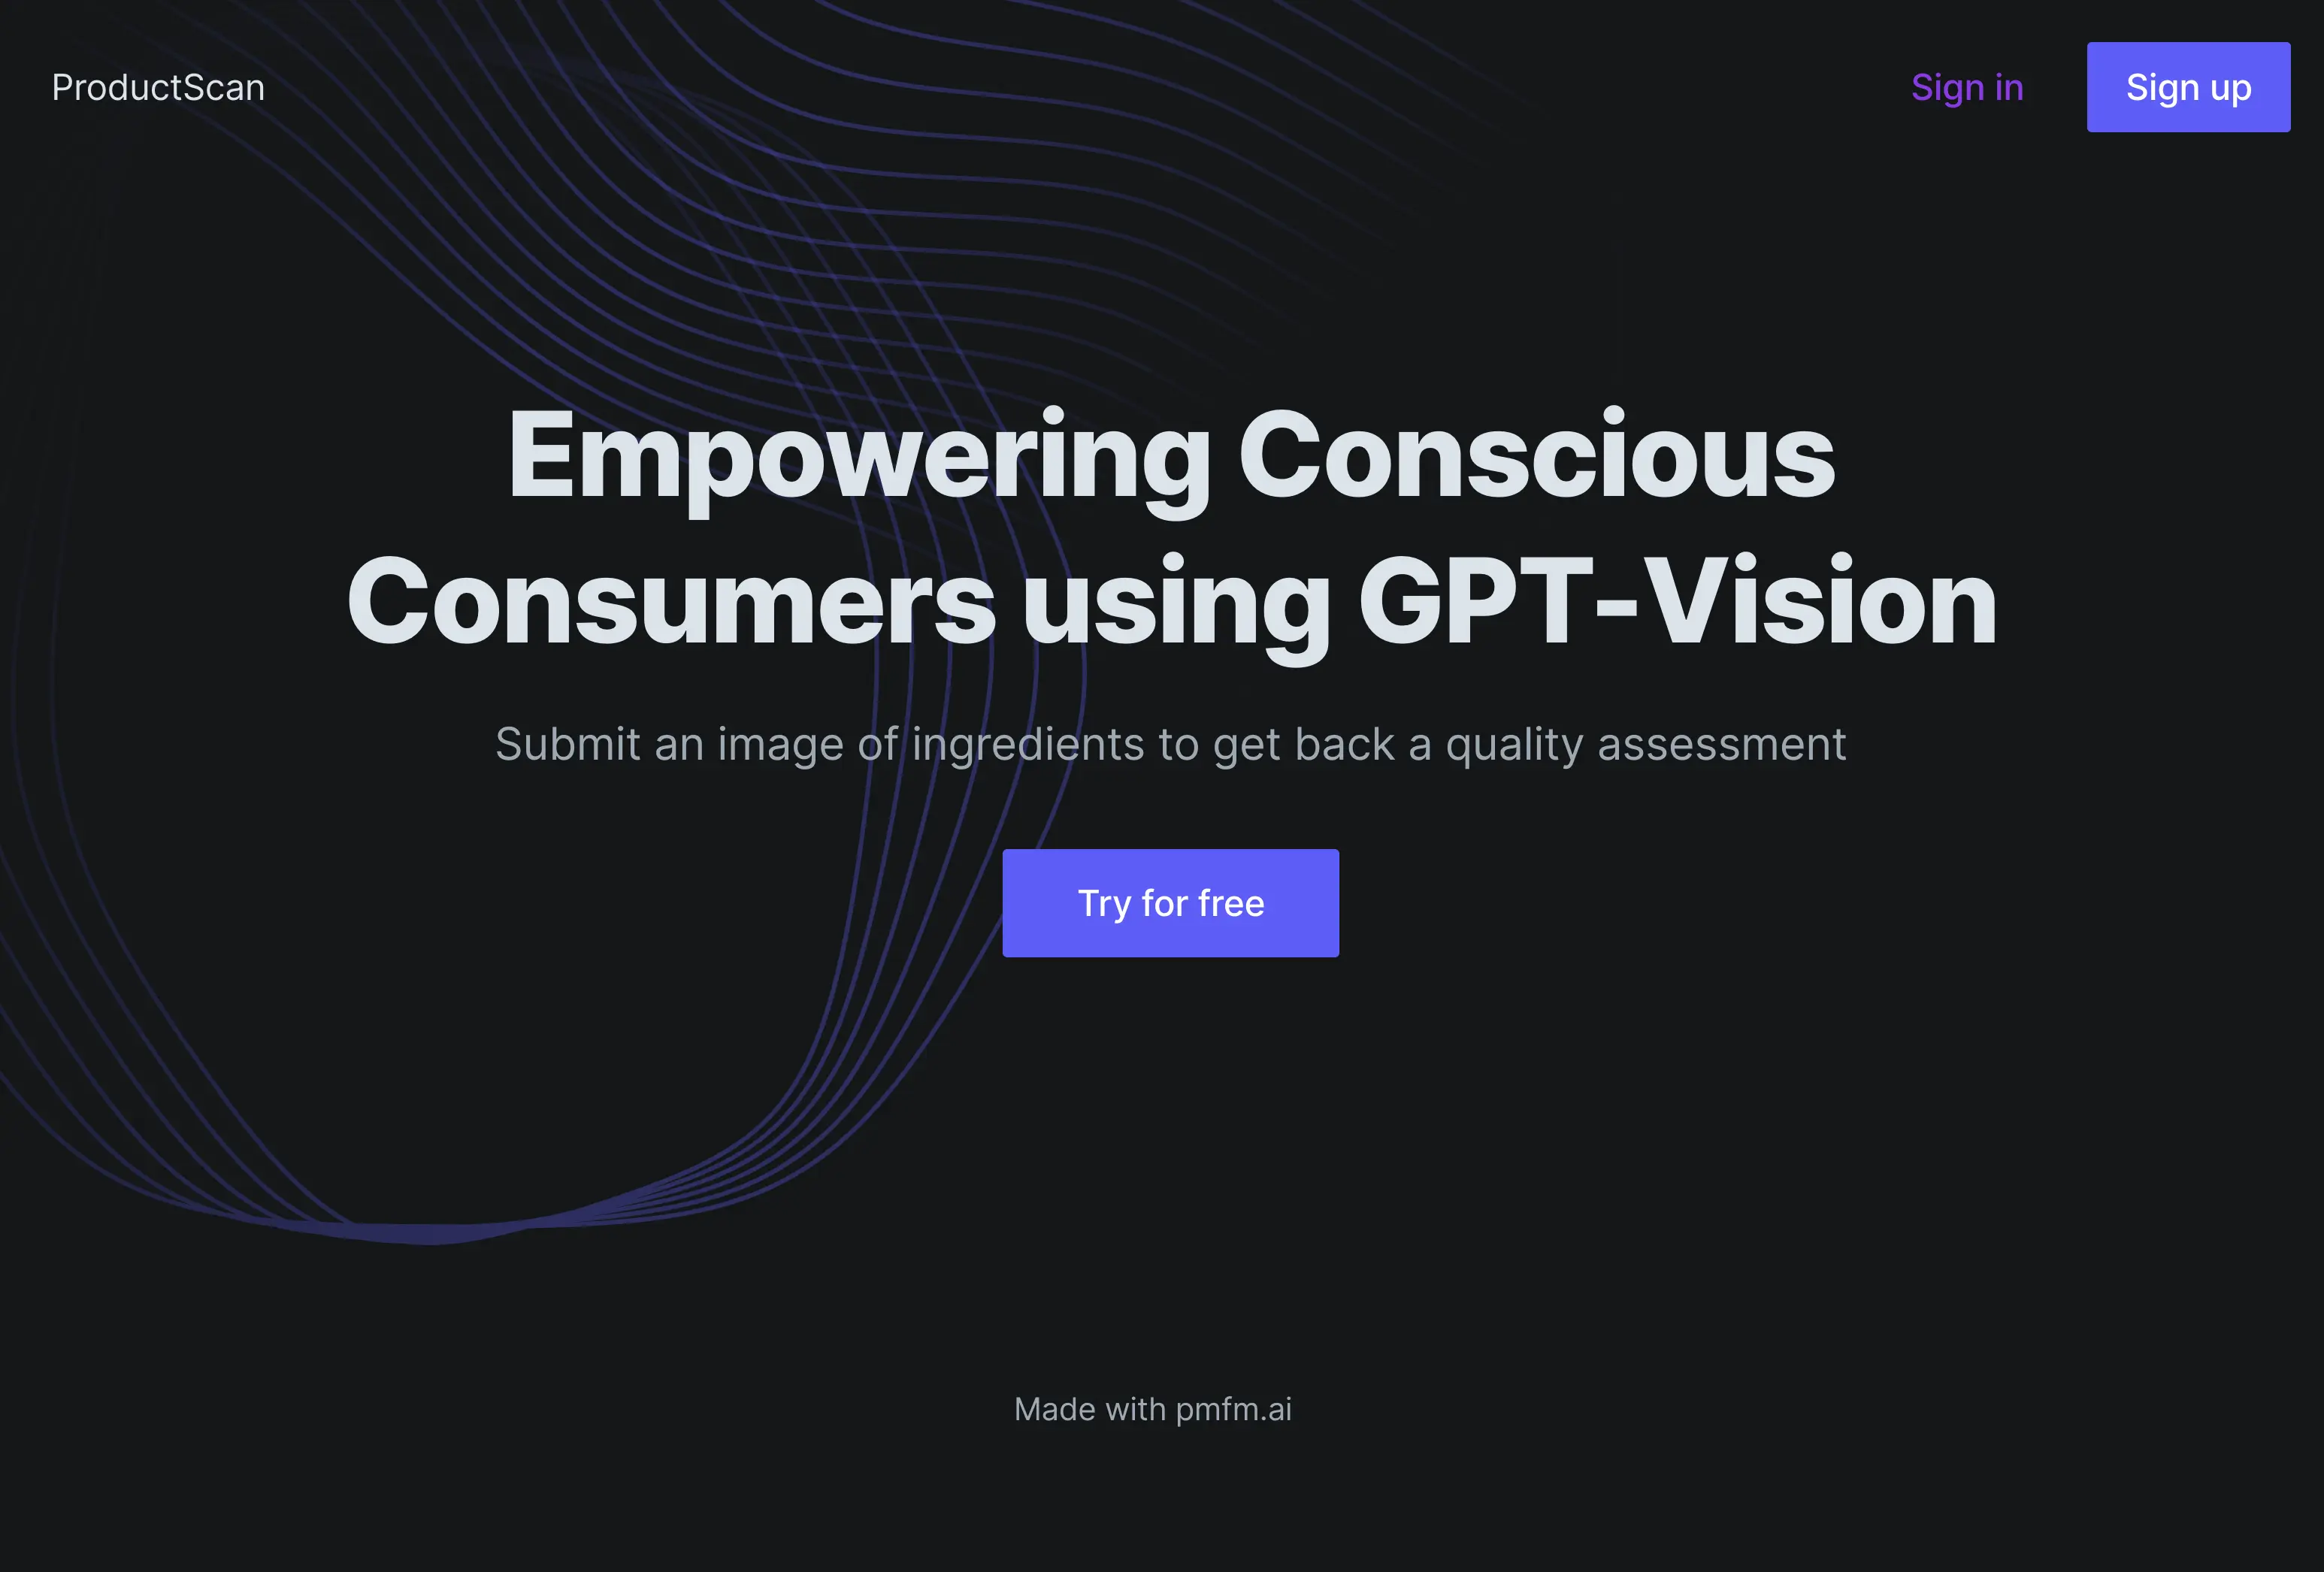 ProductScan
Sign in
Sign up
Empowering Conscious
Consumers using GPT-Vision
Submit an image of ingredients to get back a quality assessment
Try for free
Made with pmfm.ai